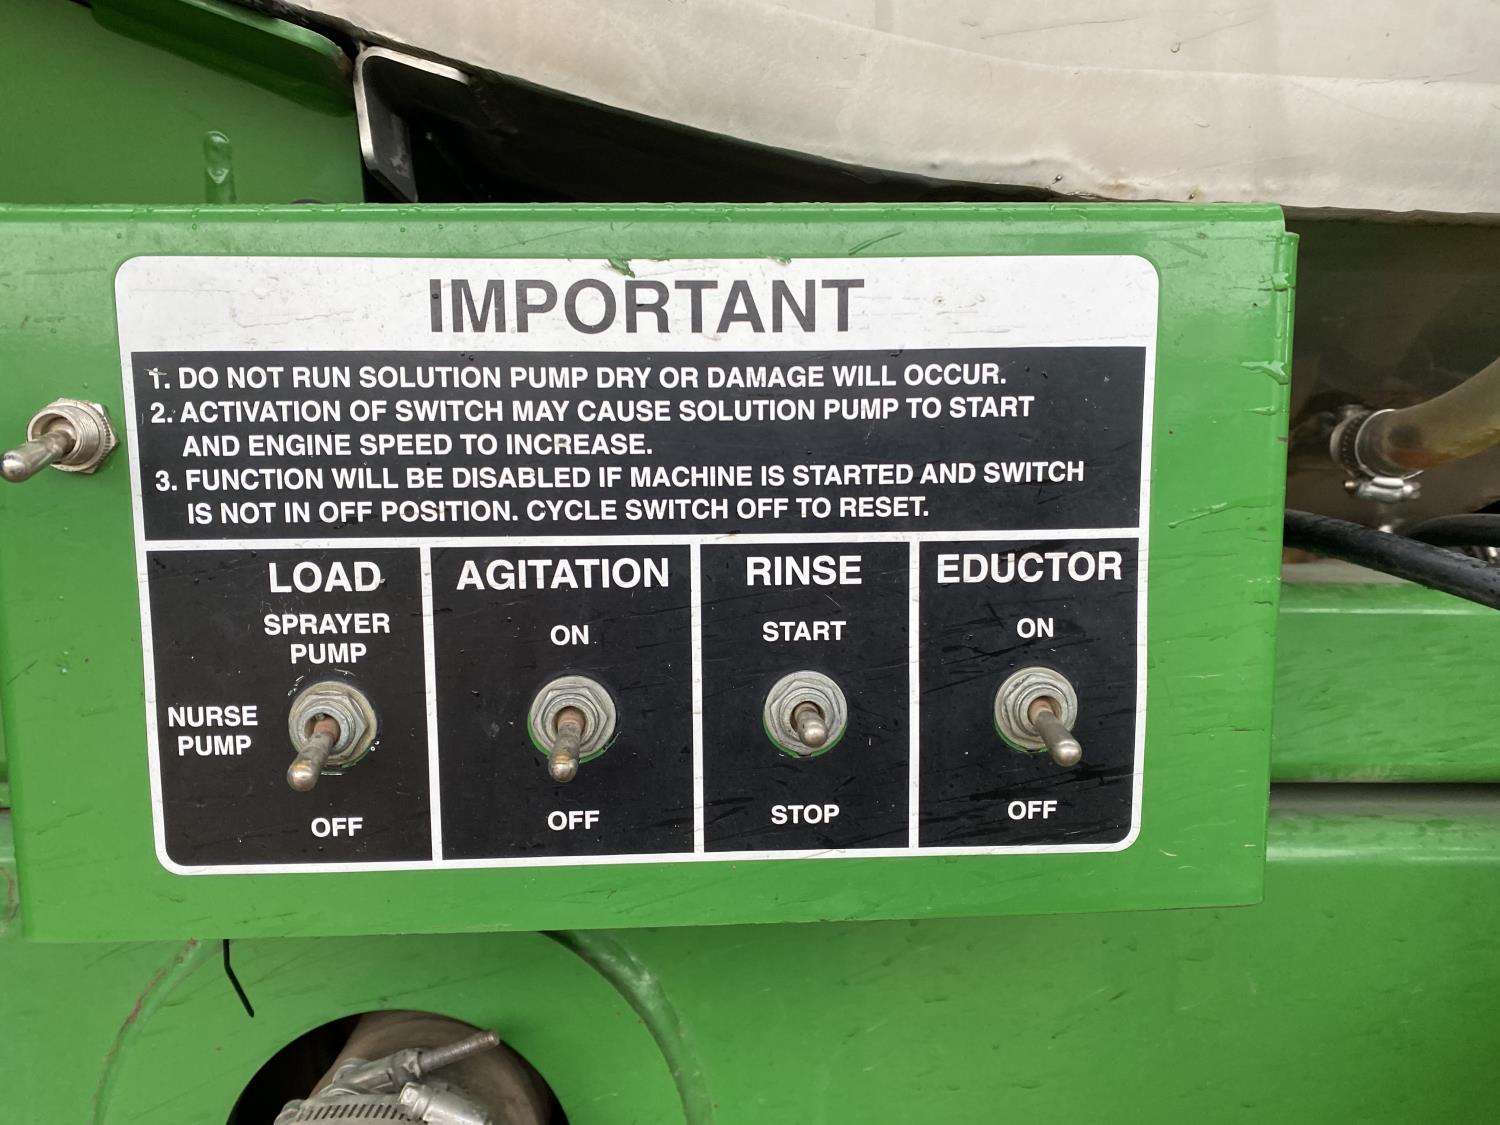 IMPORTANT
1. DO NOT RUN SOLUTION PUMP DRY OR DAMAGE WILL OCCUR.
2. ACTIVATION OF SWITCH MAY CAUSE SOLUTION PUMP TO START
AND ENGINE SPEED TO INCREASE.
3. FUNCTION WILL BE DISABLED IF MACHINE IS STARTED AND SWITCH
IS NOT IN OFF POSITION. CYCLE SWITCH OFF TO RESET.
LOAD
SPRAYER
PUMP
NURSE
PUMP
OFF
AGITATION
ON
OFF
RINSE
START
STOP
EDUCTOR
ON
OFF